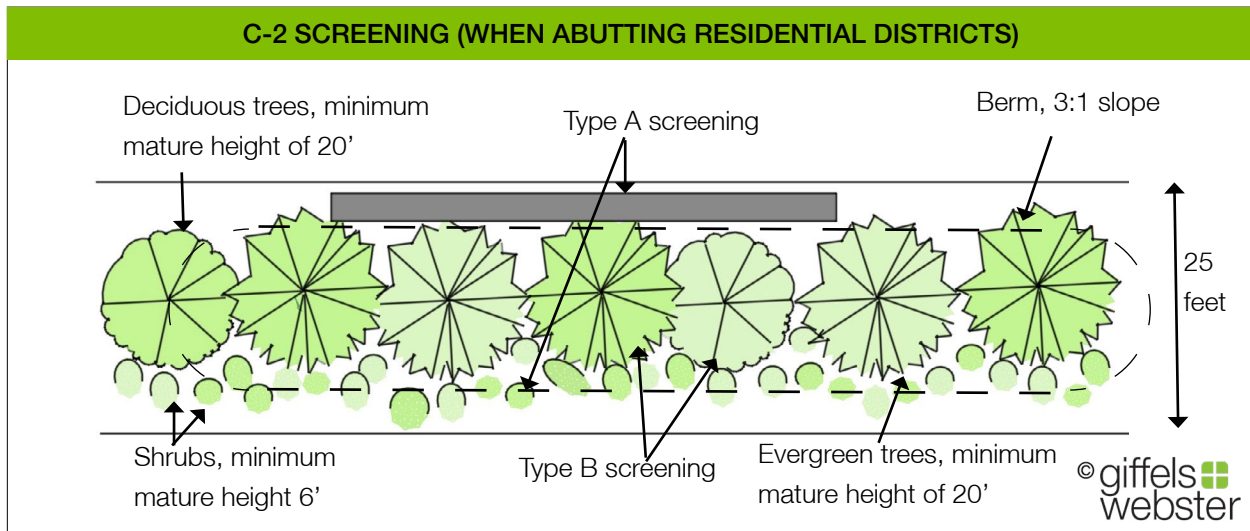 C-2 SCREENING (WHEN ABUTTING RESIDENTIAL DISTRICTS)
Deciduous trees, minimum
mature height of 20’
Type A screening
Berm, 3:1 slope
25
feet
Shrubs, minimum
mature height 6’
Type B screening
Evergreen trees, minimum
mature height of 20’
© giffels
webster